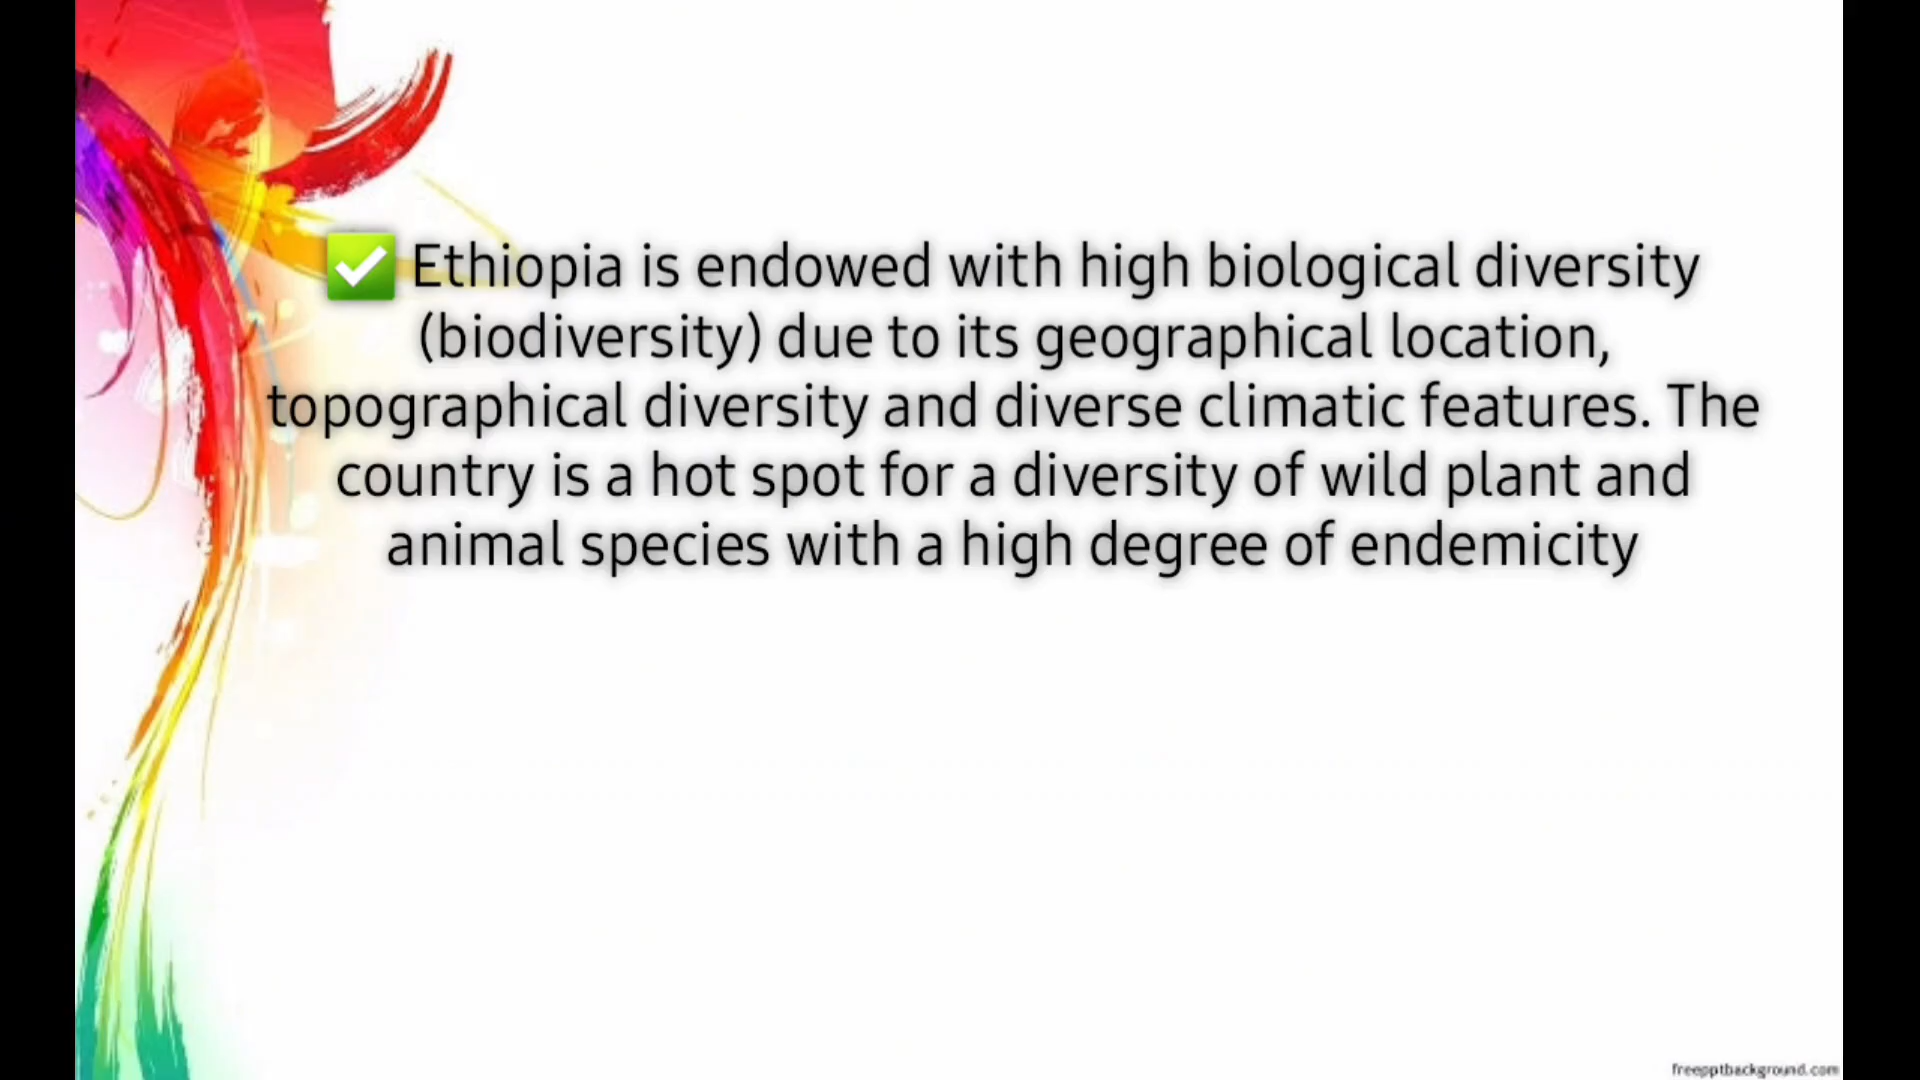 ✅ Ethiopia is endowed with high biological diversity
(biodiversity) due to its geographical location,
topographical diversity and diverse climatic features. The
country is a hot spot for a diversity of wild plant and
animal species with a high degree of endemicity
freepptbackground.com